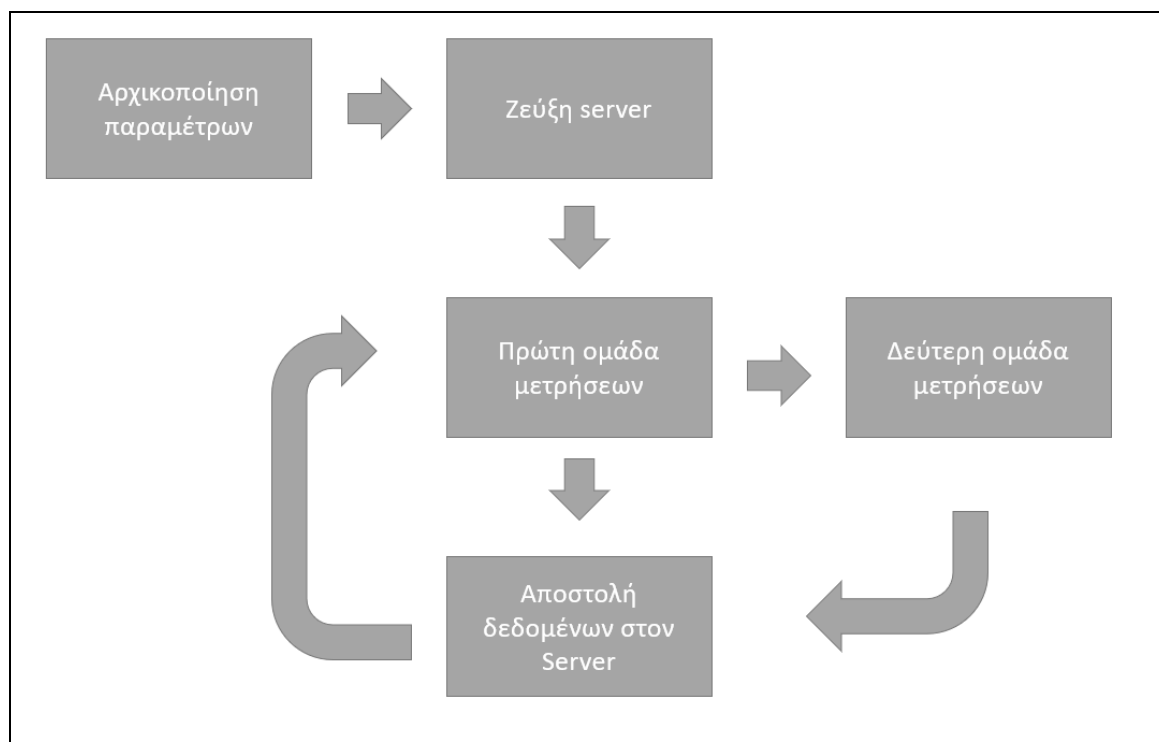 Αρχικοποίηση
παραμέτρων
Ζεύξη server
Πρώτη ομάδα
μετρήσεων
Δεύτερη ομάδα
μετρήσεων
Αποστολή
δεδομένων στον
Server